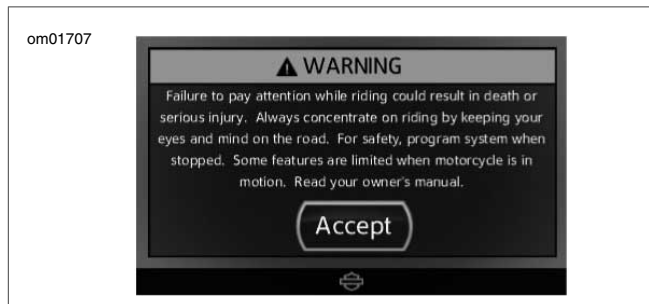 om01707
WARNING
Failure to pay attention while riding could result in death or
serious injury. Always concentrate on riding by keeping your
eyes and mind on the road. For safety, program system when
stopped. Some features are limited when motorcycle is in
motion. Read your owner's manual.
Accept